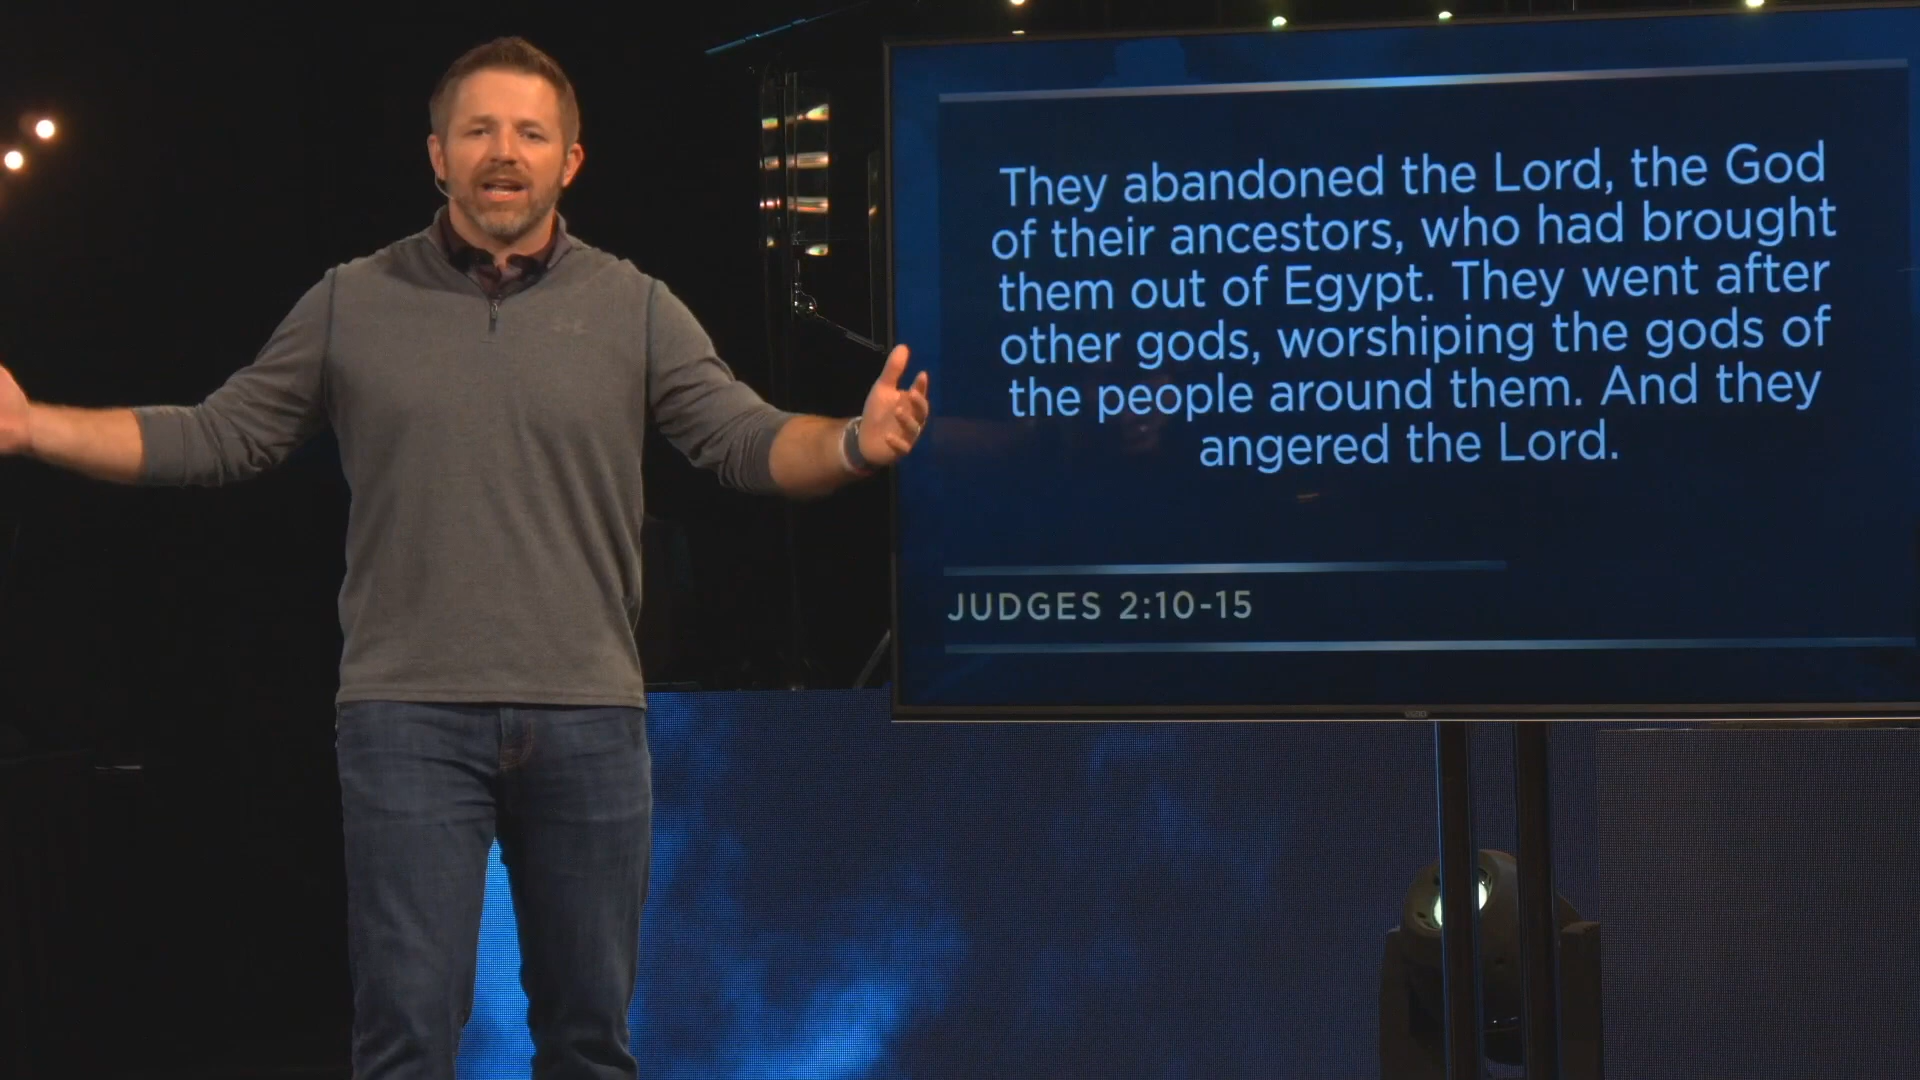 They abandoned the Lord, the God
of their ancestors, who had brought
them out of Egypt. They went after
other gods, worshiping the gods of
the people around them. And they
angered the Lord.
JUDGES 2:10-15
VIZIO